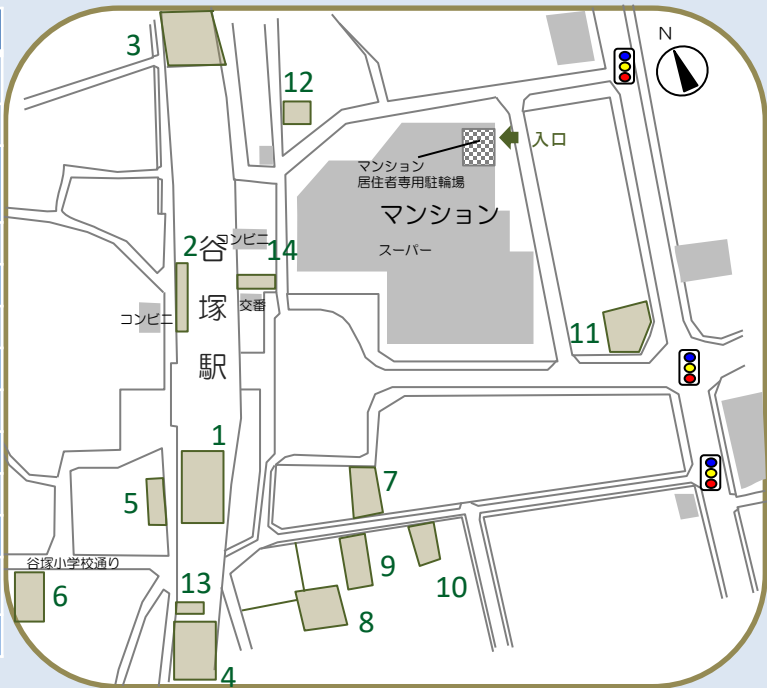 N
3
12
入口
マンション
居住者専用駐輪場
マンション
スーパー
コンビニ
2
14
谷塚駅
コンビニ
交番
11
1
7
5
谷塚小学校通り
6
13
9
10
8
4